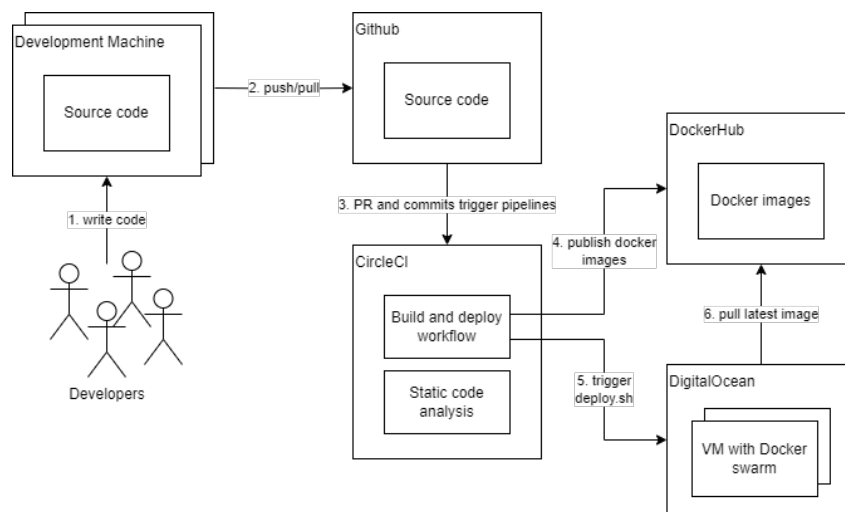 Development Machine
Source code
Github
Source code
2. push/pull
DockerHub
Docker images
1. write code
3. PR and commits trigger pipelines
Developers
CircleCI
Build and deploy
workflow
Static code
analysis
4. publish docker
images
5. trigger
deploy.sh
6. pull latest image
DigitalOcean
VM with Docker
swarm